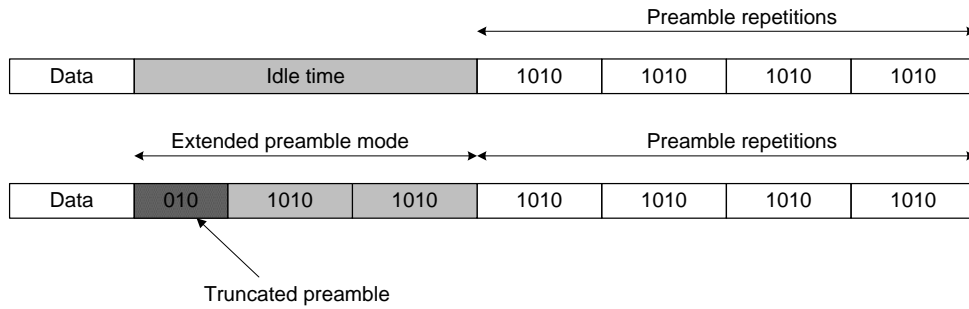 Preamble repetitions
Data Idle time 1010 1010 1010 1010
Extended preamble mode Preamble repetitions
Data 010 1010 1010 1010 1010 1010 1010
Truncated preamble